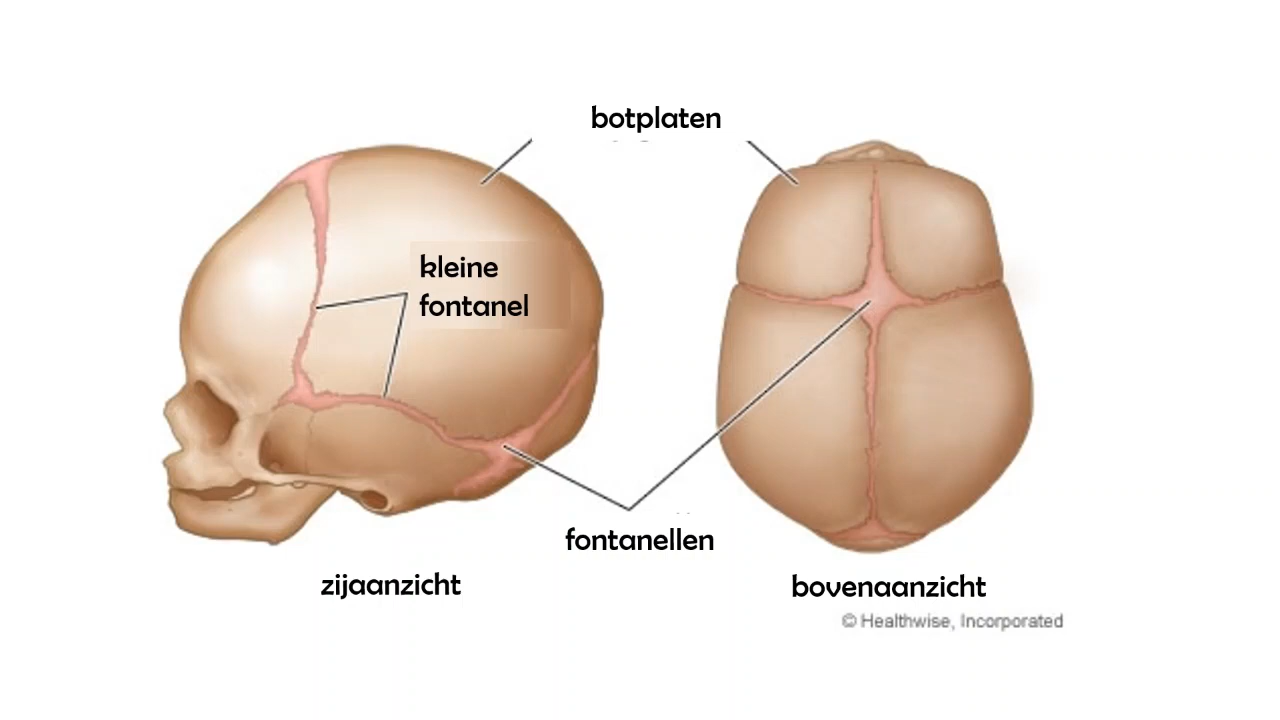 botplaten
kleine
fontanel
fontanellen
zijaanzicht
bovenaanzicht
© Healthwise, Incorporated